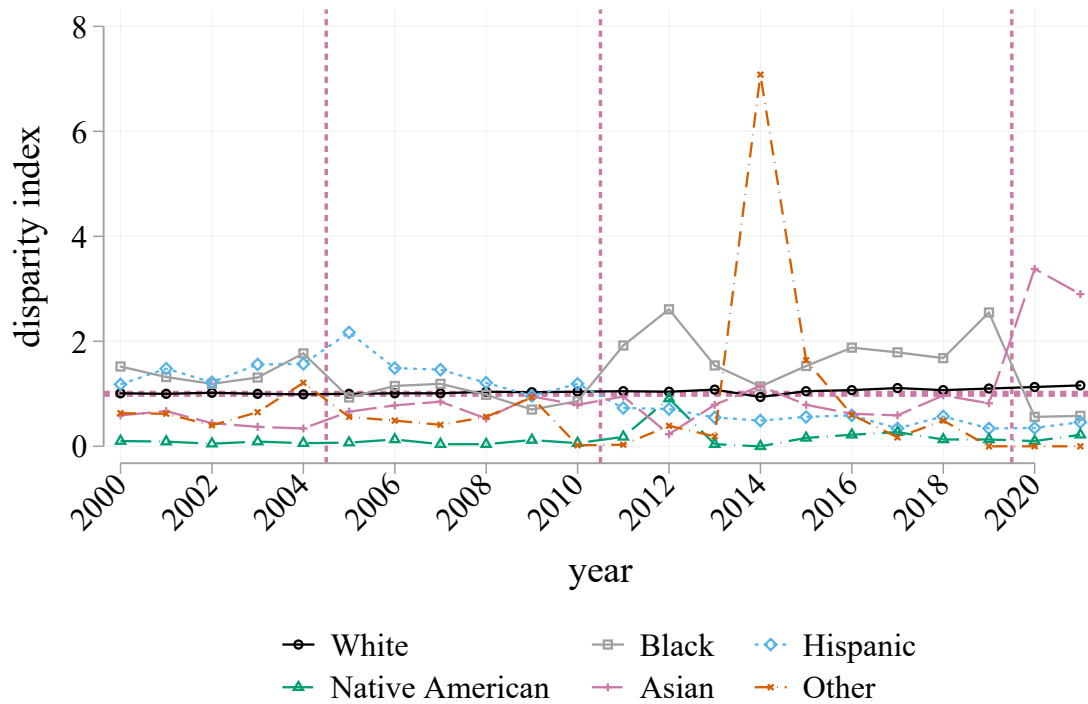 disparity index
8
6
4
2
0
2000 2002 2004 2006 2008 2010 2012 2014 2016 2018 2020
year
White Black Hispanic
Native American Asian Other